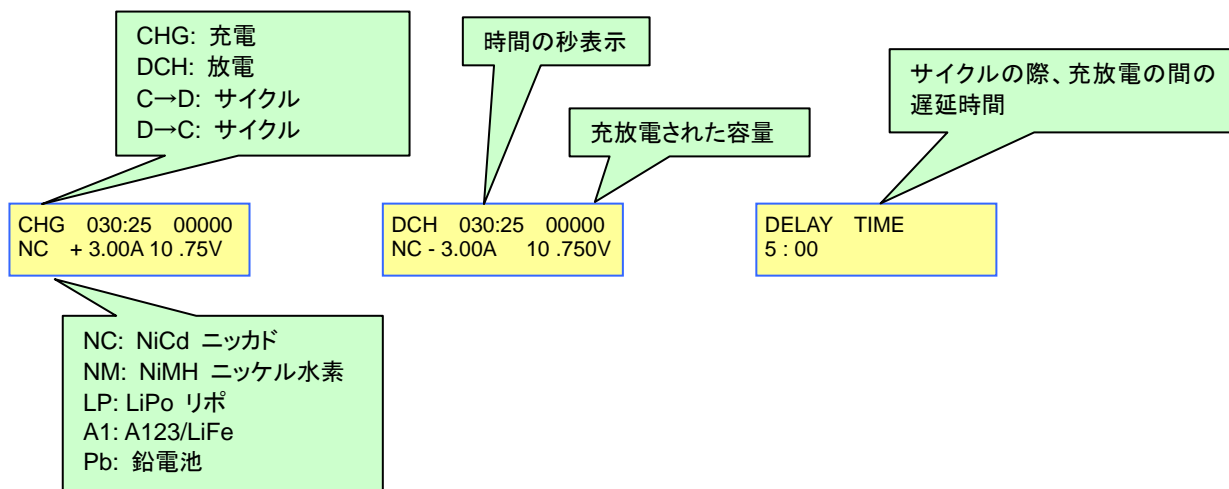 CHG: 充電
DCH: 放電
C→D: サイクル
D→C: サイクル
時間の秒表示
充放電された容量
サイクルの際、充放電の間の
遅延時間
CHG 030:25 00000
NC + 3.00A 10 .75V
DCH 030:25 00000
NC - 3.00A 10 .750V
DELAY TIME
5 : 00
NC: NiCd ニッカド
NM: NiMH ニッケル水素
LP: LiPo リポ
A1: A123/LiFe
Pb: 鉛電池